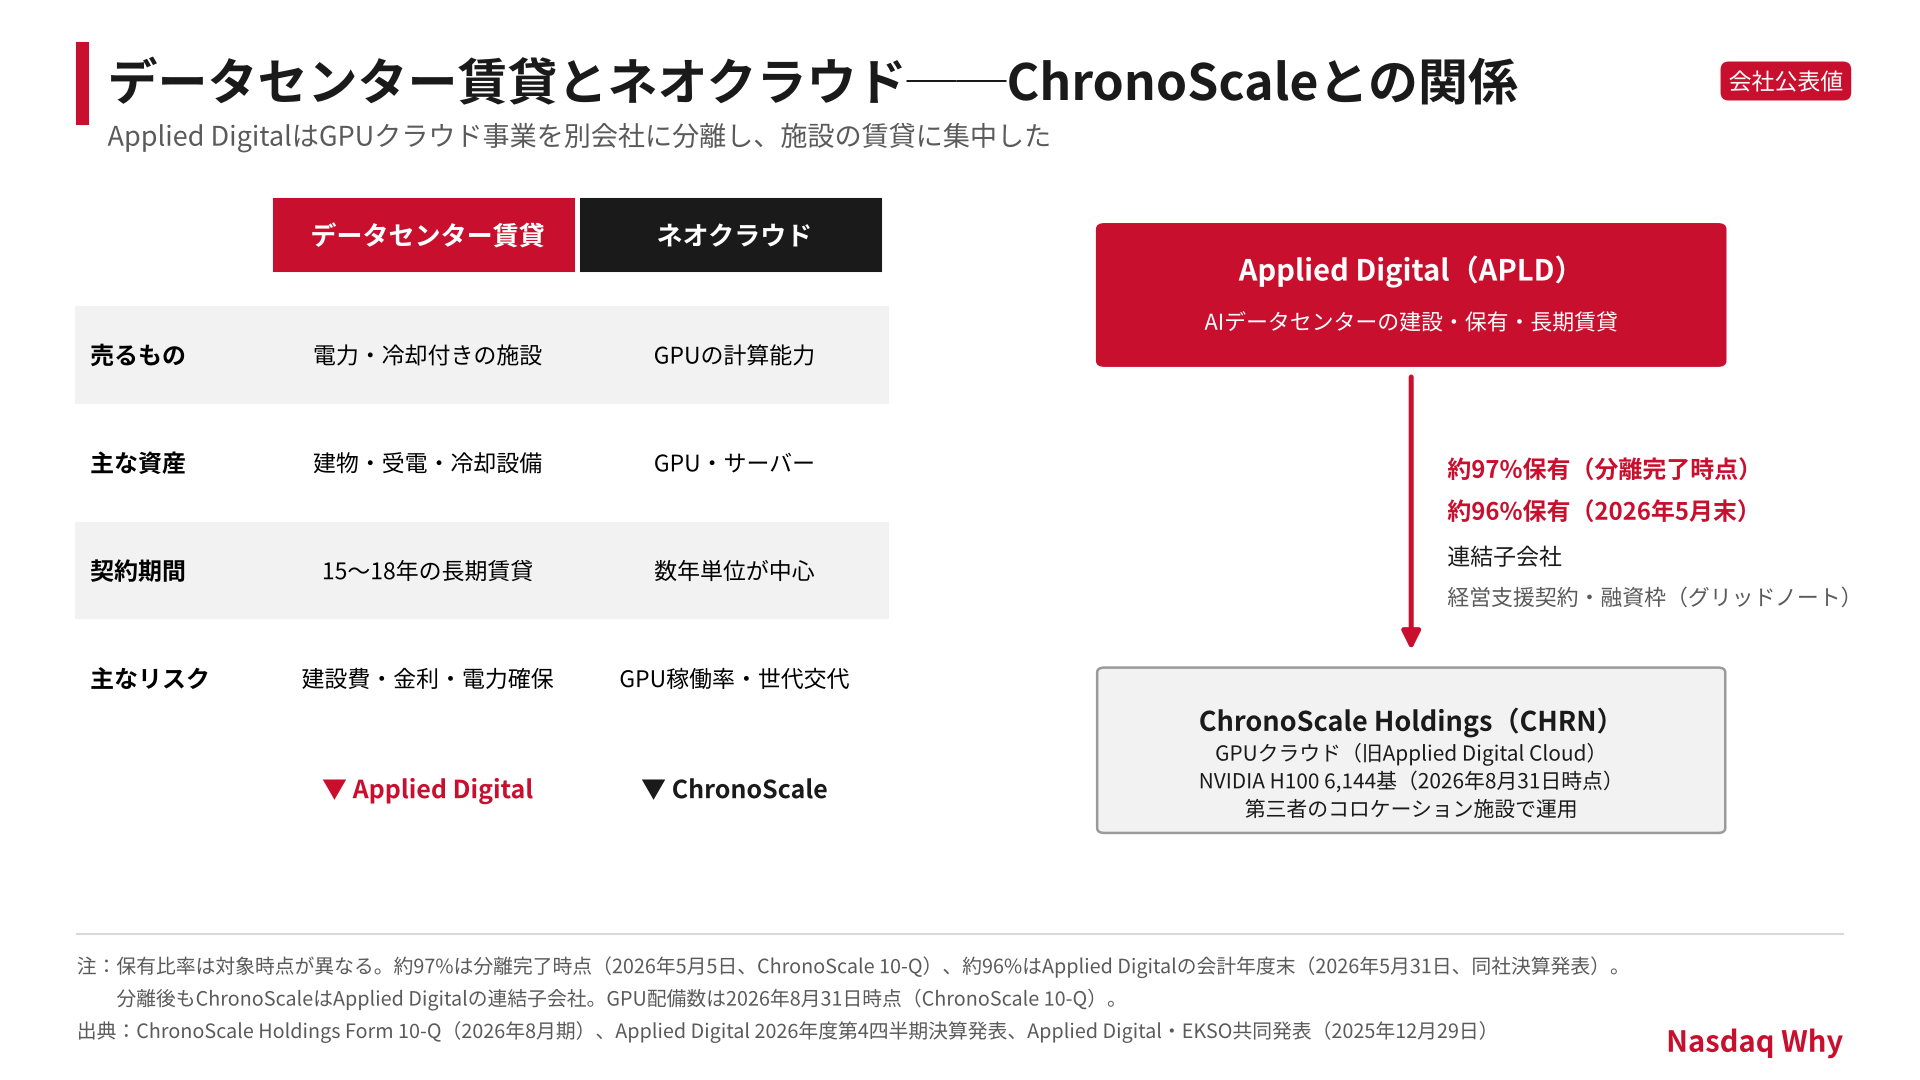 データセンター賃貸とネオクラウド――ChronoScaleとの関係
会社公表値
Applied DigitalはGPUクラウド事業を別会社に分離し、施設の賃貸に集中した
データセンター賃貸 ネオクラウド
売るもの 電力・冷却付きの施設 GPUの計算能力
主な資産 建物・受電・冷却設備 GPU・サーバー
契約期間 15〜18年の長期賃貸 数年単位が中心
主なリスク 建設費・金利・電力確保 GPU稼働率・世代交代
▼ Applied Digital ▼ ChronoScale
Applied Digital（APLD）
AIデータセンターの建設・保有・長期賃貸
約97%保有（分離完了時点）
約96%保有（2026年5月末）
連結子会社
経営支援契約・融資枠（グリッドノート）
ChronoScale Holdings（CHRN）
GPUクラウド（旧Applied Digital Cloud）
NVIDIA H100 6,144基（2026年8月31日時点）
第三者のコロケーション施設で運用
注：保有比率は対象時点が異なる。約97%は分離完了時点（2026年5月5日、ChronoScale 10-Q）、約96%はApplied Digitalの会計年度末（2026年5月31日、同社決算発表）。
分離後もChronoScaleはApplied Digitalの連結子会社。GPU配備数は2026年8月31日時点（ChronoScale 10-Q）。
出典：ChronoScale Holdings Form 10-Q（2026年8月期）、Applied Digital 2026年度第4四半期決算発表、Applied Digital・EKSO共同発表（2025年12月29日）
Nasdaq Why